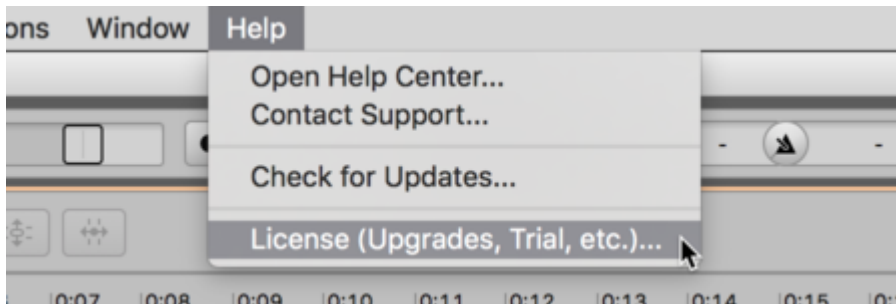 ons Window Help
Open Help Center...
Contact Support...
Check for Updates...
License (Upgrades, Trial, etc.)...
0:07 0:08 0:09 0:10 0:11 0:12 0:13 0:14 0:15